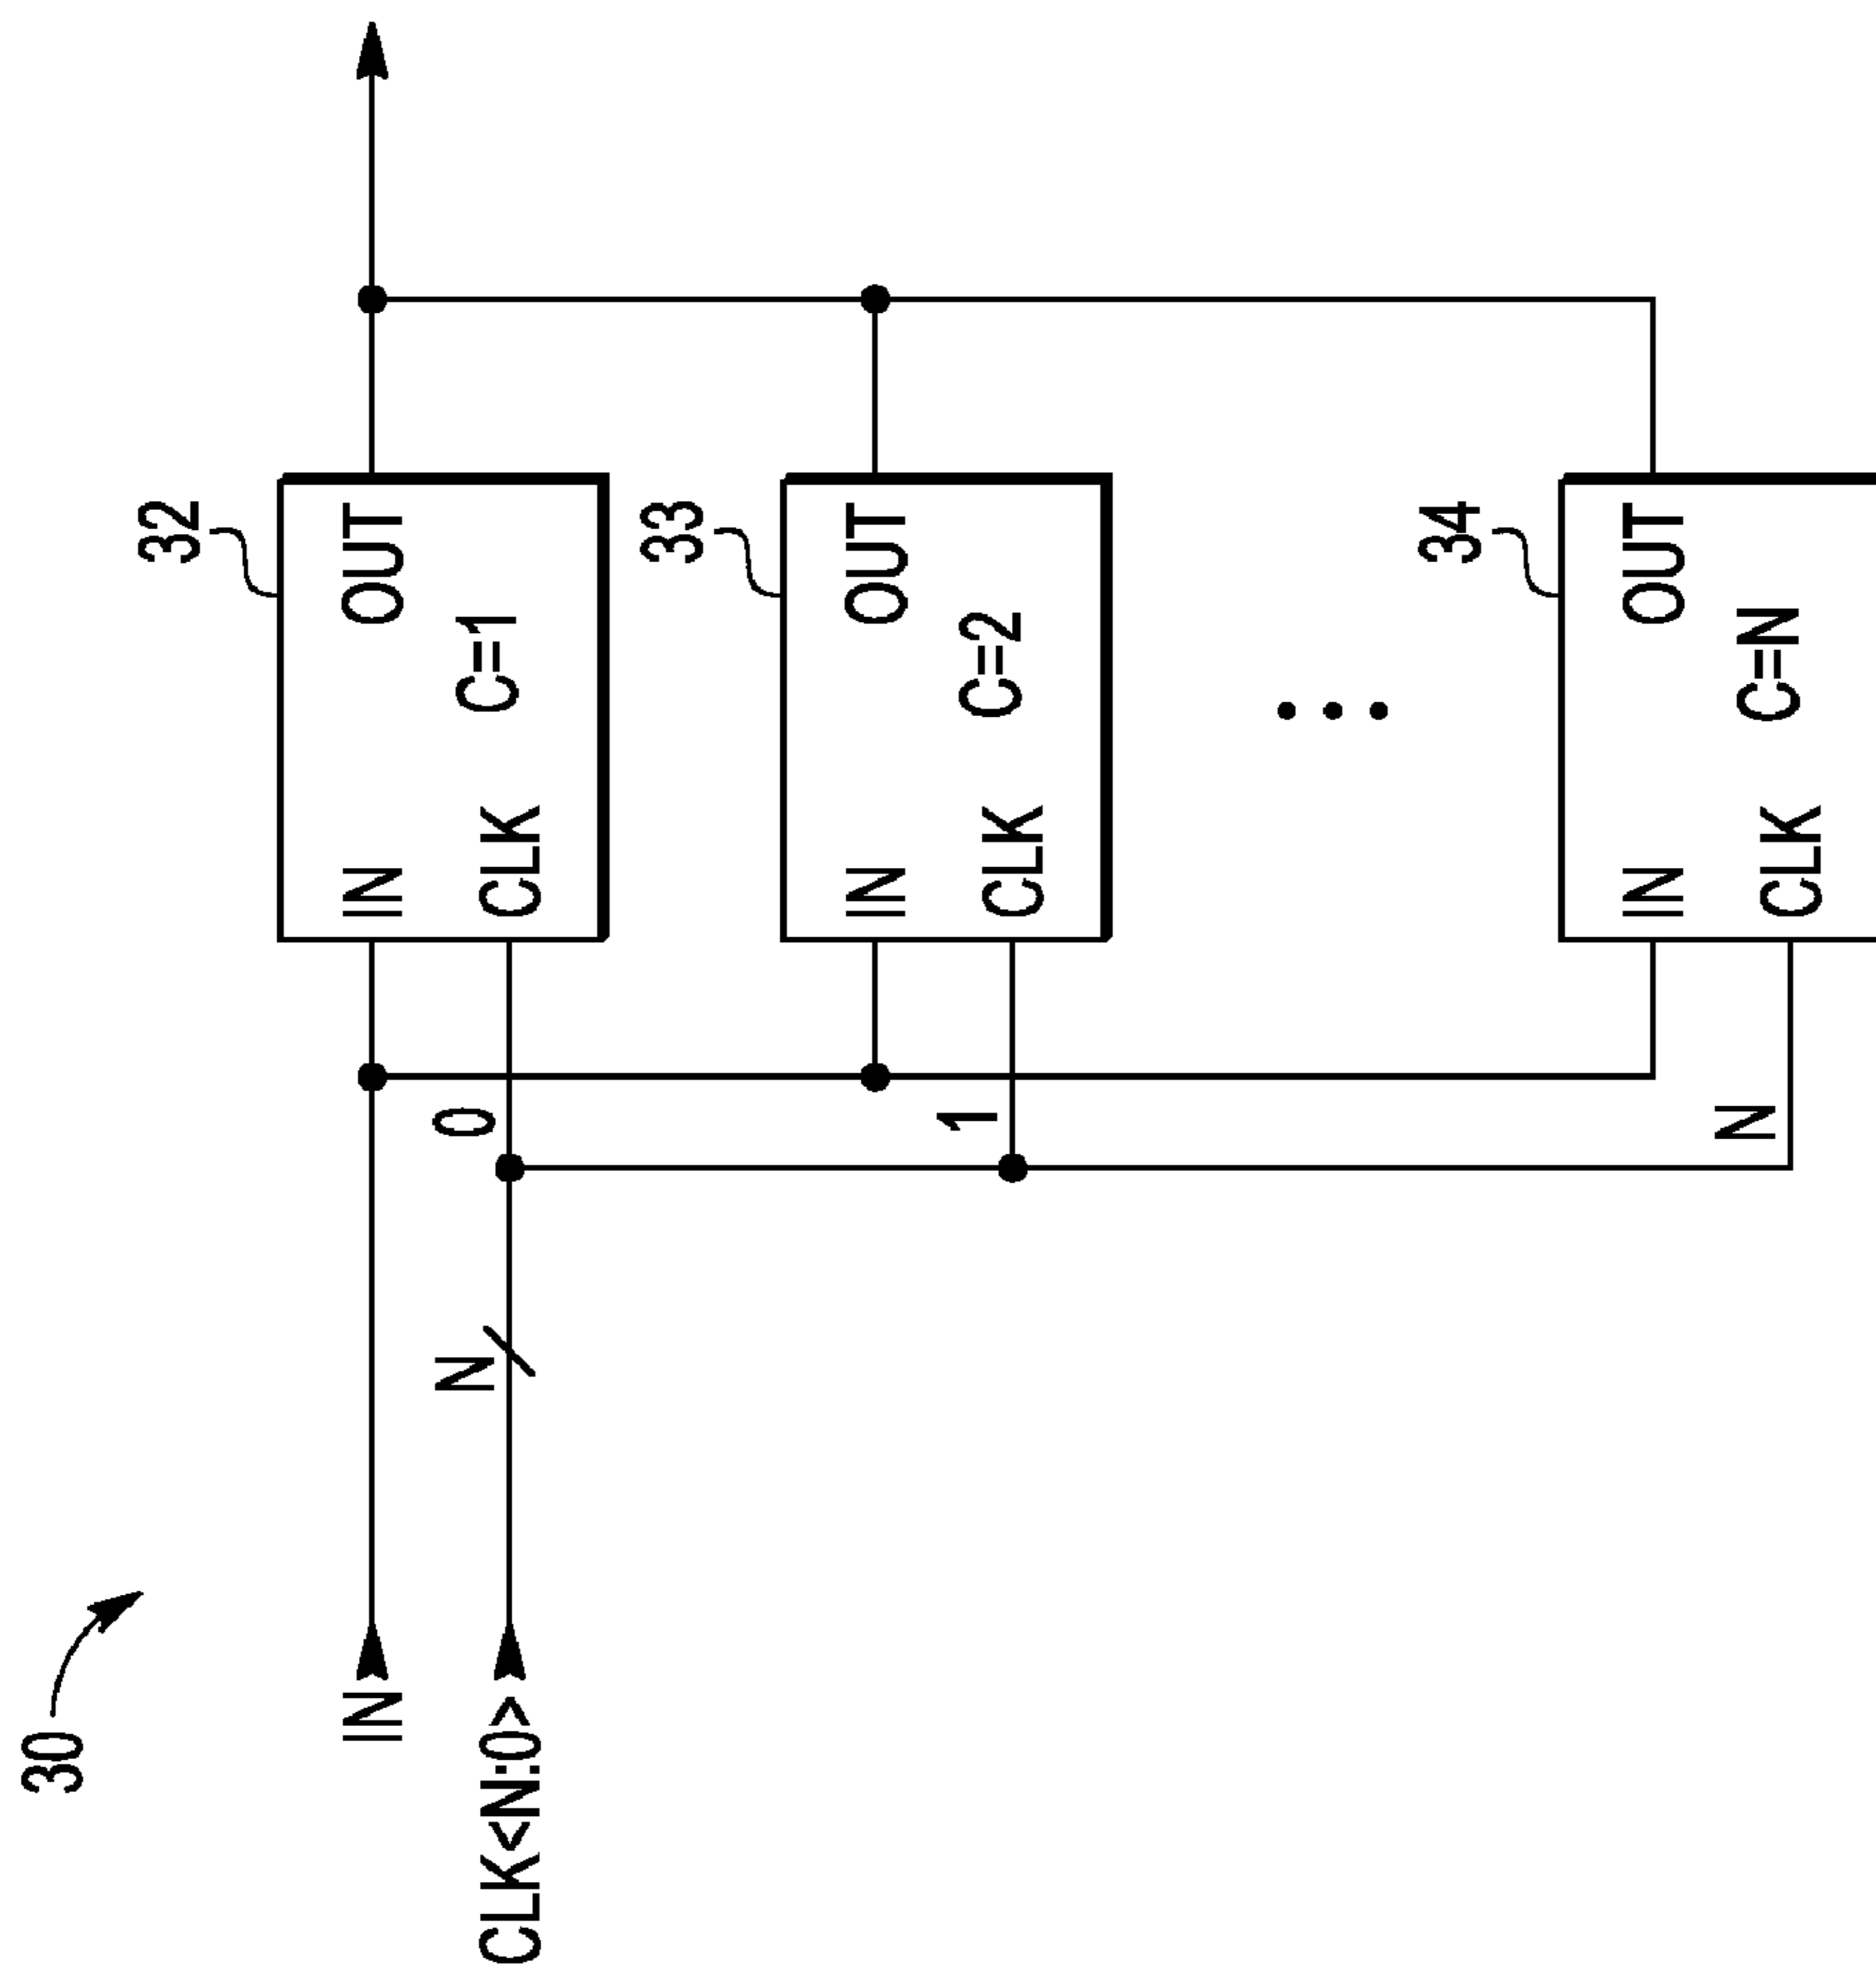 30
IN
CLK<N:0>
N
0
32
IN
OUT
CLK
C=1
1
33
IN
OUT
CLK
C=2
N
34
IN
OUT
CLK
C=N